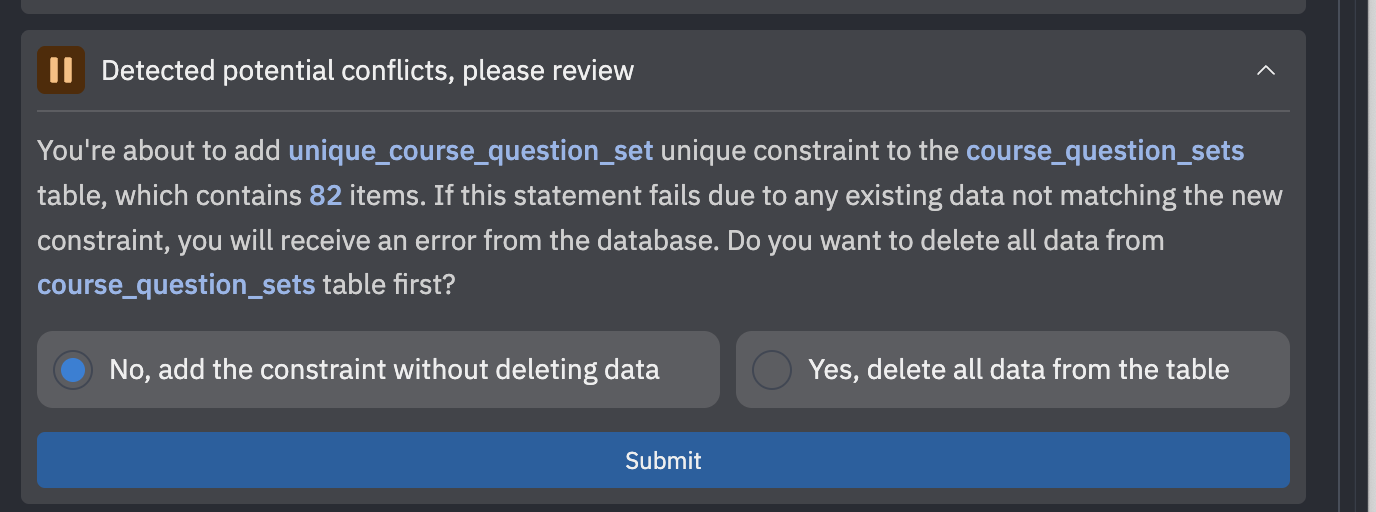 Detected potential conflicts, please review
You're about to add unique_course_question_set unique constraint to the course_question_sets
table, which contains 82 items. If this statement fails due to any existing data not matching the new
constraint, you will receive an error from the database. Do you want to delete all data from
course_question_sets table first?
No, add the constraint without deleting data
Yes, delete all data from the table
Submit